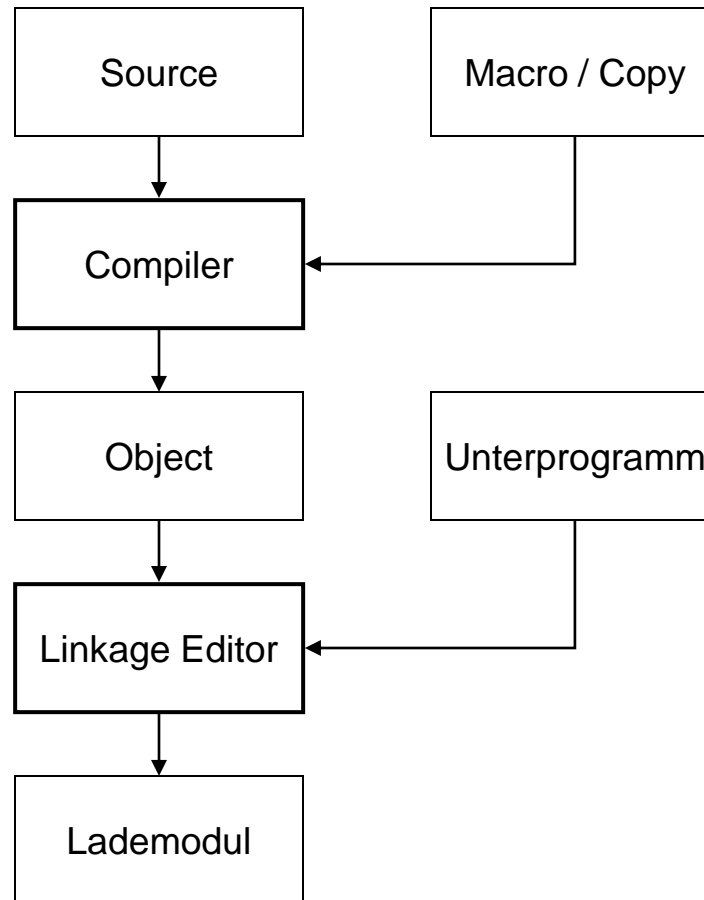 Source
Macro / Copy
Compiler
Object
Unterprogramm
Linkage Editor
Lademodul